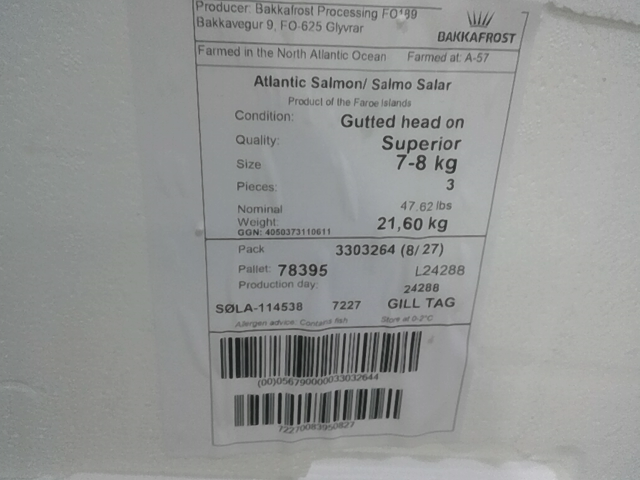 Producer: Bakkafrost Processing FO189
Bakkavegur 9, FO-625 Glyvrar
BAKKAFROST
Farmed in the North Atlantic Ocean Farmed at: A-57
Atlantic Salmon/ Salmo Salar
Product of the Faroe Islands
Condition: Gutted head on
Quality: Superior
Size 7-8 kg
Pieces: 3
Nominal 47.62 lbs
Weight: 21,60 kg
GGN: 4050373110611
Pack 3303264 (8/27)
Pallet: 78395 L24288
Production day: 24288
SØLA-114538 7227 GILL TAG
Allergen advice: Contains fish Store at 0-2°C
(00)056790000033032644
72270083950827